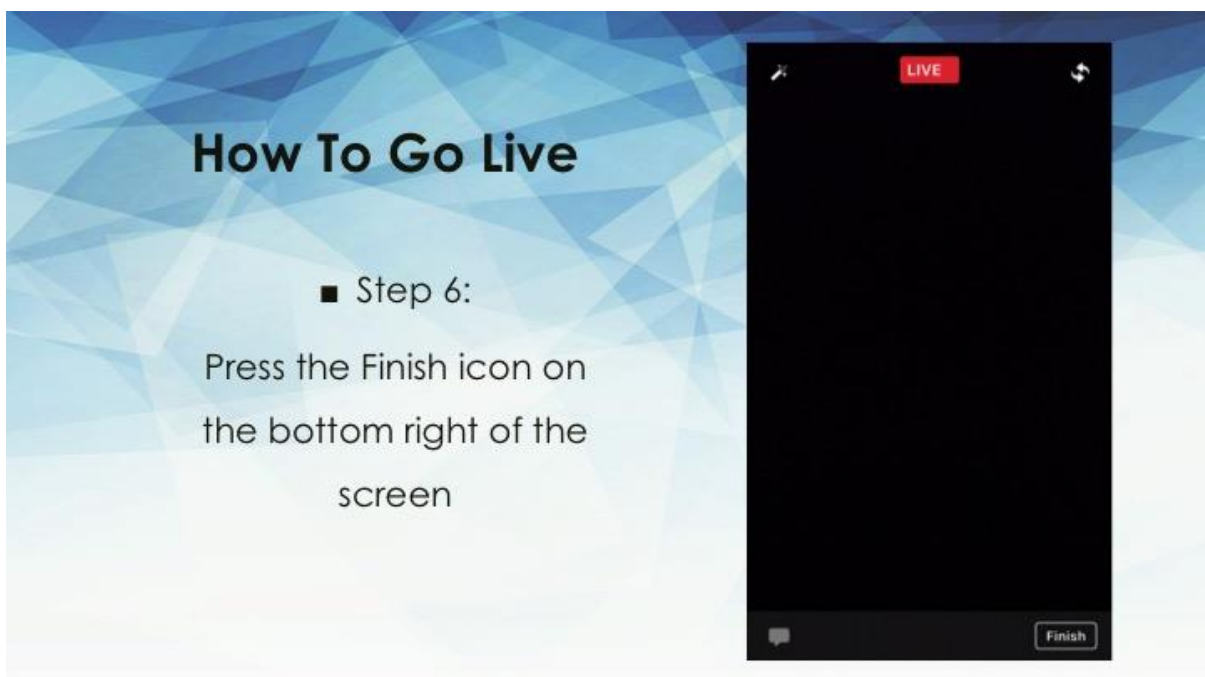 How To Go Live
■ Step 6:
Press the Finish icon on
the bottom right of the
screen
LIVE
Finish